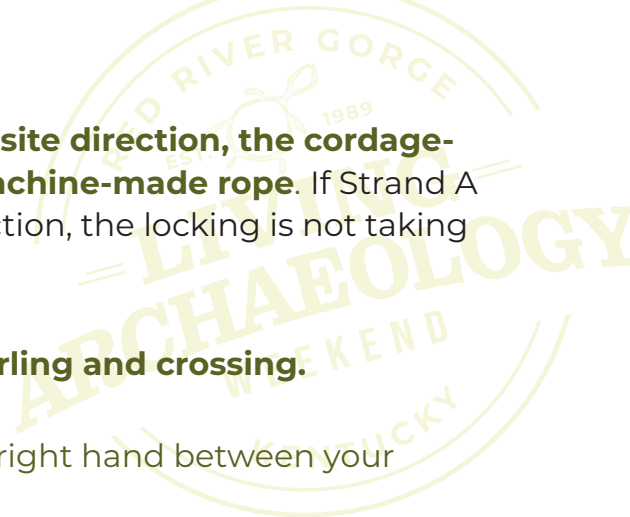 RED RIVER GORGE
EST. 1989
LIVING
ARCHAEOLOGY
WEEKEND
KENTUCKY
site direction, the cordage-
achine-made rope. If Strand A
ction, the locking is not taking
rling and crossing.
right hand between your